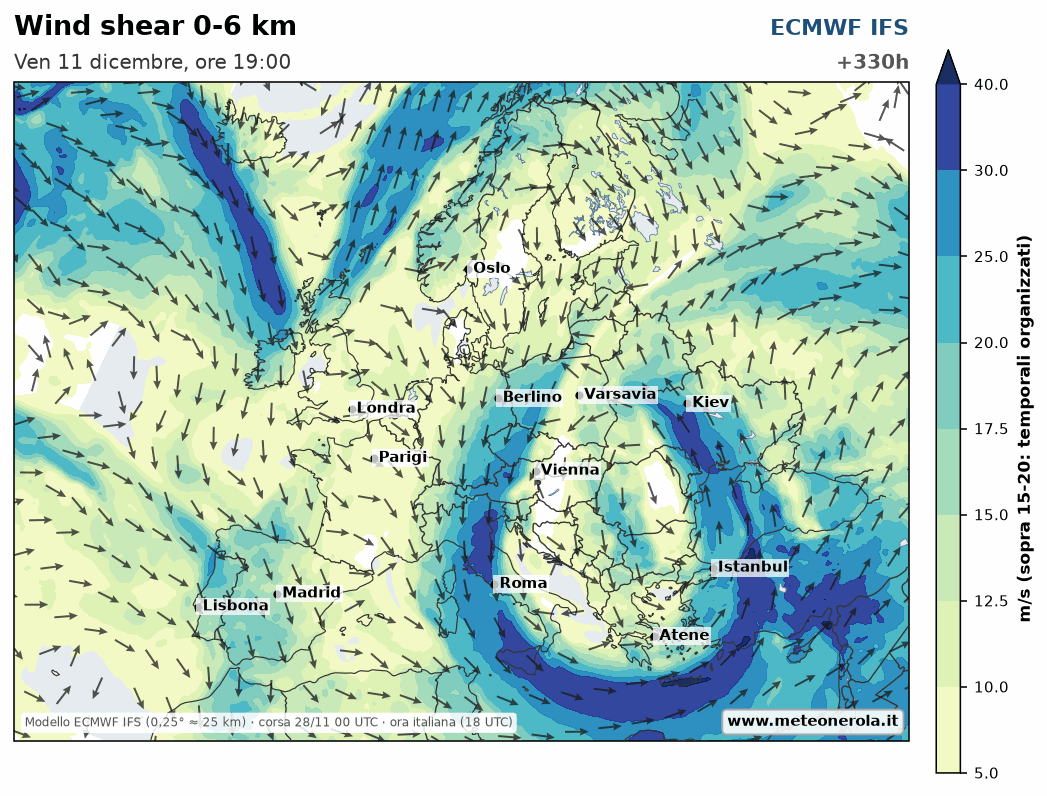 Wind shear 0-6 km
ECMWF IFS
Ven 11 dicembre, ore 19:00
+330h
40.0
30.0
25.0
20.0
17.5
15.0
12.5
10.0
5.0
m/s (sopra 15-20: temporali organizzati)
Oslo
Berlino
Varsavia
Kiev
Londra
Parigi
Vienna
Istanbul
Roma
Madrid
Lisbona
Atene
Modello ECMWF IFS (0,25° ≈ 25 km) · corsa 28/11 00 UTC · ora italiana (18 UTC)
www.meteonerola.it